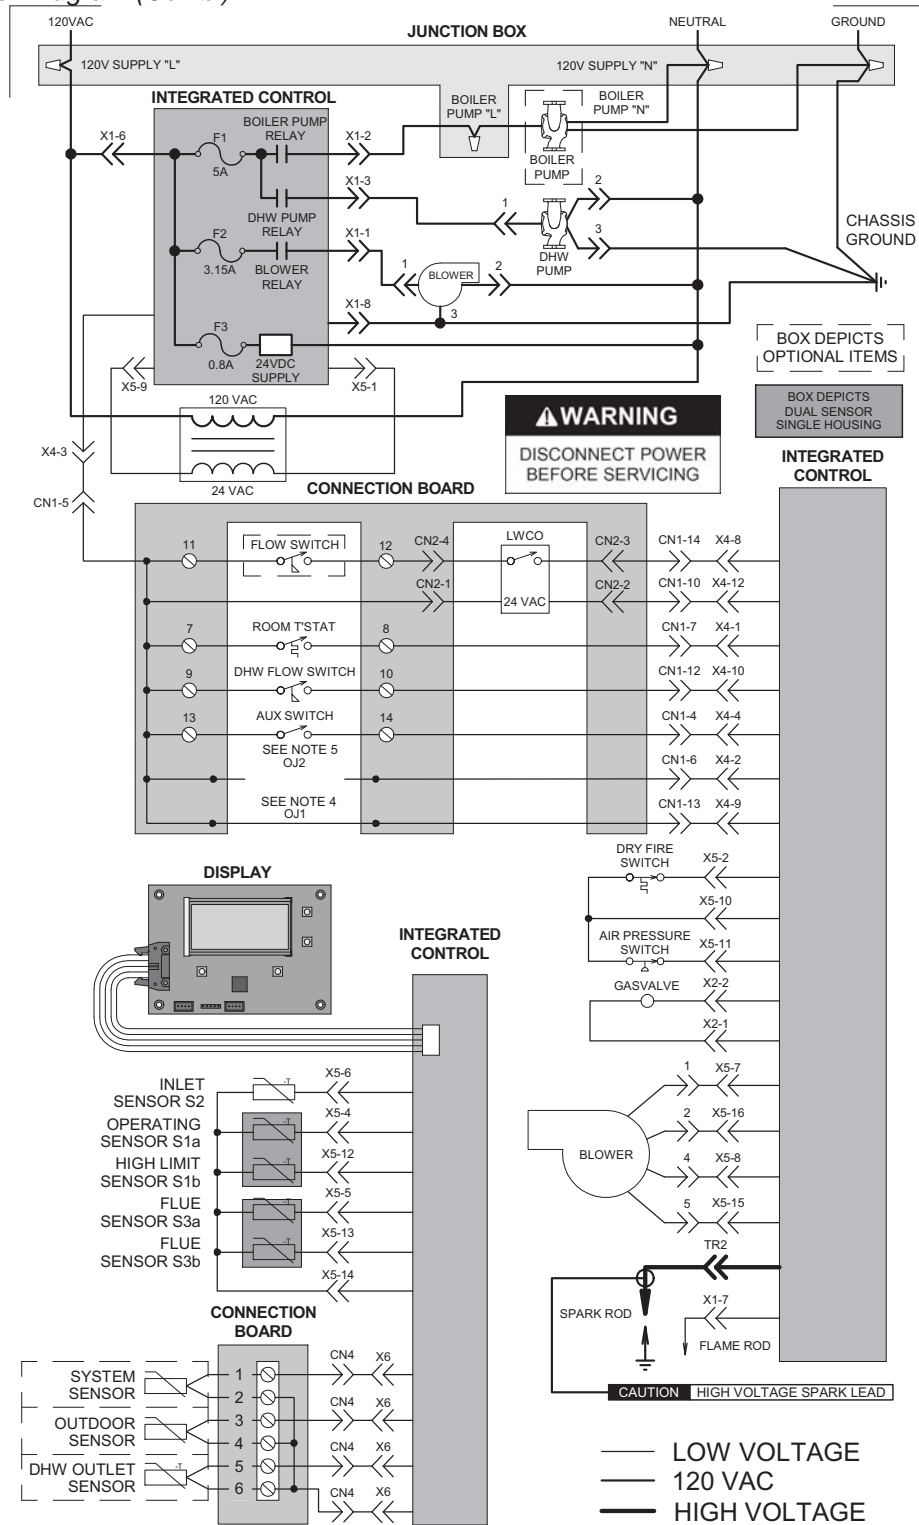 120VAC
NEUTRAL
GROUND
JUNCTION BOX
120V SUPPLY "L"
120V SUPPLY "N"
INTEGRATED CONTROL
BOILER
PUMP "L"
BOILER
PUMP "N"
X1-6
F1
5A
BOILER PUMP
RELAY
X1-2
BOILER
PUMP
X1-3
1
2
3
DHW PUMP
RELAY
DHW
PUMP
CHASSIS
GROUND
F2
3.15A
BLOWER
RELAY
X1-1
1
BLOWER
2
3
X1-8
F3
0.8A
24VDC
SUPPLY
X5-9
X5-1
BOX DEPICTS
OPTIONAL ITEMS
BOX DEPICTS
DUAL SENSOR
SINGLE HOUSING
120 VAC
24 VAC
WARNING
DISCONNECT POWER
BEFORE SERVICING
X4-3
CN1-5
CONNECTION BOARD
INTEGRATED
CONTROL
11
FLOW SWITCH
12
CN2-4
LWCO
CN2-3
CN1-14
X4-8
CN2-1
24 VAC
CN2-2
CN1-10
X4-12
7
ROOM T'STAT
8
CN1-7
X4-1
9
DHW FLOW SWITCH
10
CN1-12
X4-10
13
AUX SWITCH
14
CN1-4
X4-4
SEE NOTE 5
OJ2
CN1-6
X4-2
SEE NOTE 4
OJ1
CN1-13
X4-9
DRY FIRE
SWITCH
X5-2
X5-10
AIR PRESSURE
SWITCH
X5-11
GASVALVE
X2-2
X2-1
DISPLAY
INTEGRATED
CONTROL
INLET
SENSOR S2
-T
X5-6
OPERATING
SENSOR S1a
-T
X5-4
HIGH LIMIT
SENSOR S1b
-T
X5-12
FLUE
SENSOR S3a
-T
X5-5
FLUE
SENSOR S3b
-T
X5-13
X5-14
BLOWER
1
X5-7
2
X5-16
4
X5-8
5
X5-15
TR2
SPARK ROD
X1-7
FLAME ROD
CAUTION HIGH VOLTAGE SPARK LEAD
CONNECTION
BOARD
SYSTEM
SENSOR
1
2
CN4
X6
OUTDOOR
SENSOR
3
4
CN4
X6
DHW OUTLET
SENSOR
-T
5
6
CN4
X6
CN4
X6
LOW VOLTAGE
120 VAC
HIGH VOLTAGE